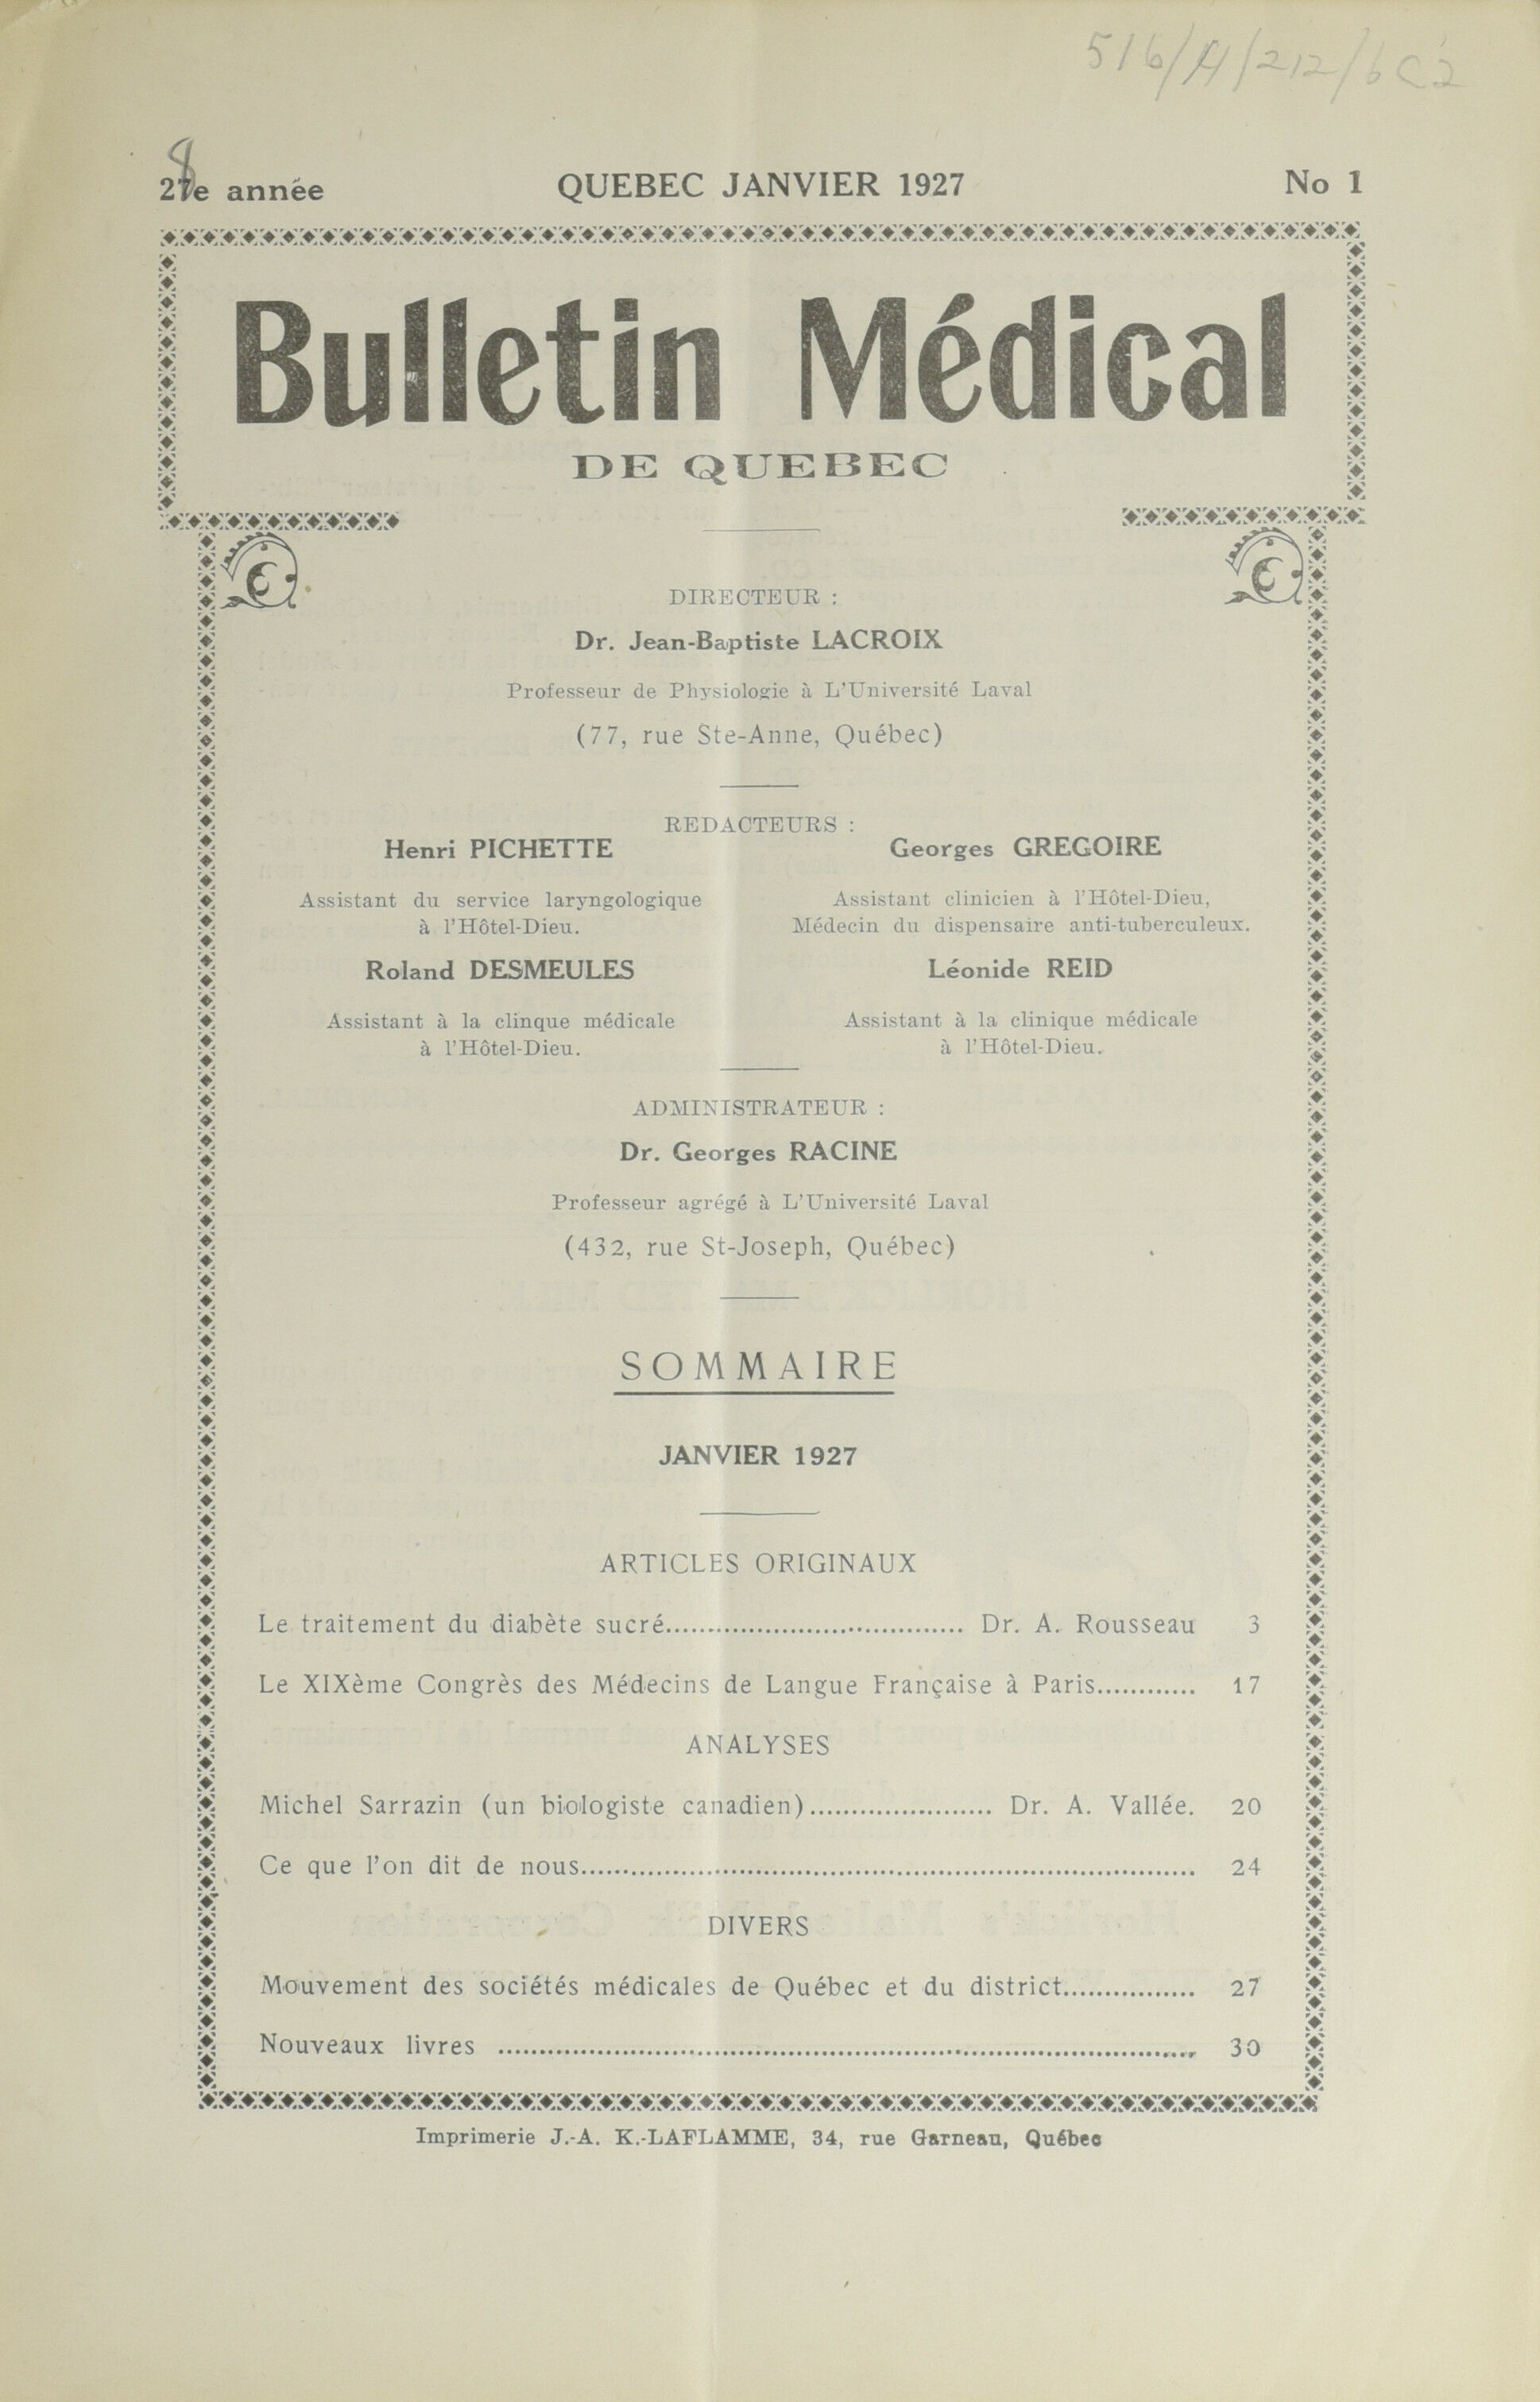 516/A/212/6 C2
27e année QUEBEC JANVIER 1927 No 1
8
Bulletin Médical
DE QUEBEC
DIRECTEUR :
Dr. Jean-Baptiste LACROIX
Professeur de Physiologie à L'Université Laval
(77, rue Ste-Anne, Québec)
REDACTEURS :
Henri PICHETTE Georges GREGOIRE
Assistant du service laryngologique Assistant clinicien à l'Hôtel-Dieu,
à l'Hôtel-Dieu. Médecin du dispensaire anti-tuberculeux.
Roland DESMEULES Léonide REID
Assistant à la clinque médicale Assistant à la clinique médicale
à l'Hôtel-Dieu. à l'Hôtel-Dieu.
ADMINISTRATEUR :
Dr. Georges RACINE
Professeur agrégé à L'Université Laval
(432, rue St-Joseph, Québec)
SOMMAIRE
JANVIER 1927
ARTICLES ORIGINAUX
Le traitement du diabète sucré.................................... Dr. A. Rousseau 3
Le XIXème Congrès des Médecins de Langue Française à Paris............ 17
ANALYSES
Michel Sarrazin (un biologiste canadien)...................... Dr. A. Vallée. 20
Ce que l'on dit de nous.......................................................................... 24
DIVERS
Mouvement des sociétés médicales de Québec et du district................ 27
Nouveaux livres .................................................................................... 30
Imprimerie J.-A. K.-LAFLAMME, 34, rue Garneau, Québec